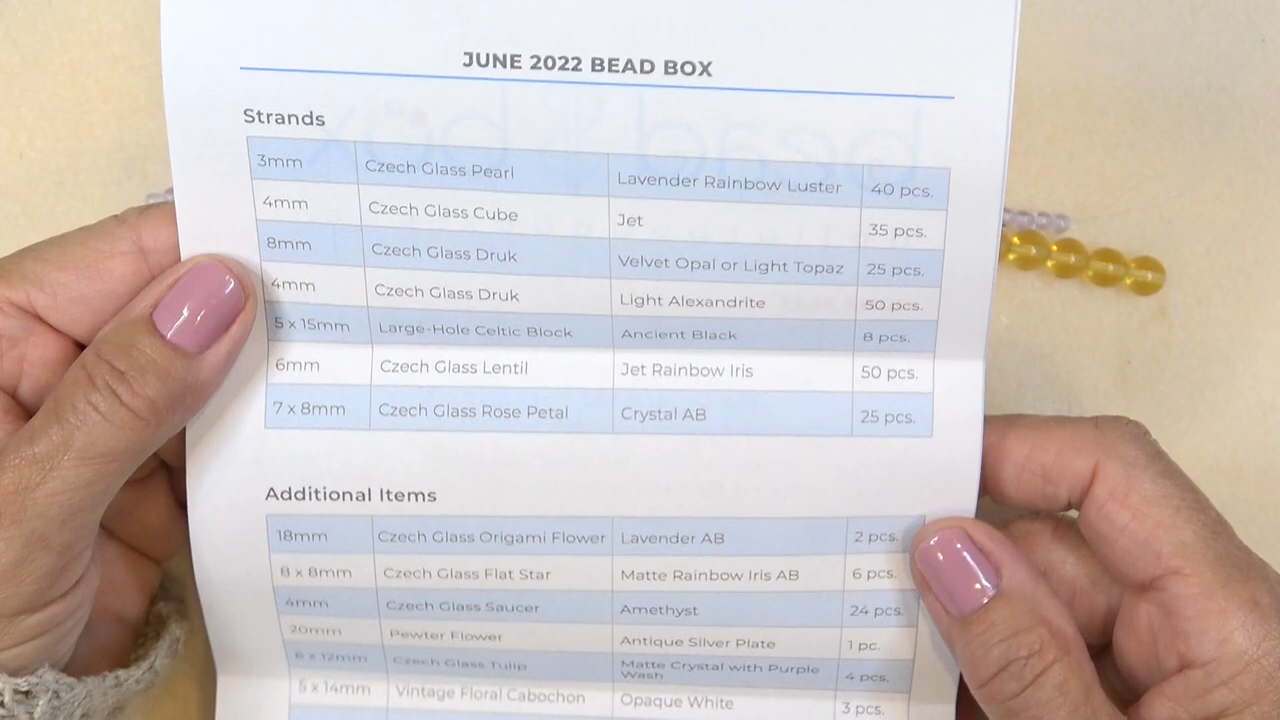 JUNE 2022 BEAD BOX
Strands
3mm Czech Glass Pearl Lavender Rainbow Luster 40 pcs.
4mm Czech Glass Cube Jet 35 pcs.
8mm Czech Glass Druk Velvet Opal or Light Topaz 25 pcs.
4mm Czech Glass Druk Light Alexandrite 50 pcs.
5 x 15mm Large-Hole Celtic Block Ancient Black 8 pcs.
6mm Czech Glass Lentil Jet Rainbow Iris 50 pcs.
7 x 8mm Czech Glass Rose Petal Crystal AB 25 pcs.
Additional Items
18mm Czech Glass Origami Flower Lavender AB 2 pcs.
8 x 8mm Czech Glass Flat Star Matte Rainbow Iris AB 6 pcs.
4mm Czech Glass Saucer Amethyst 24 pcs.
20mm Pewter Flower Antique Silver Plate 1 pc.
x 12mm Czech Glass Tulip Matte Crystal with Purple
Wash 4 pcs.
x 14mm Vintage Floral Cabochon Opaque White 3 pcs.